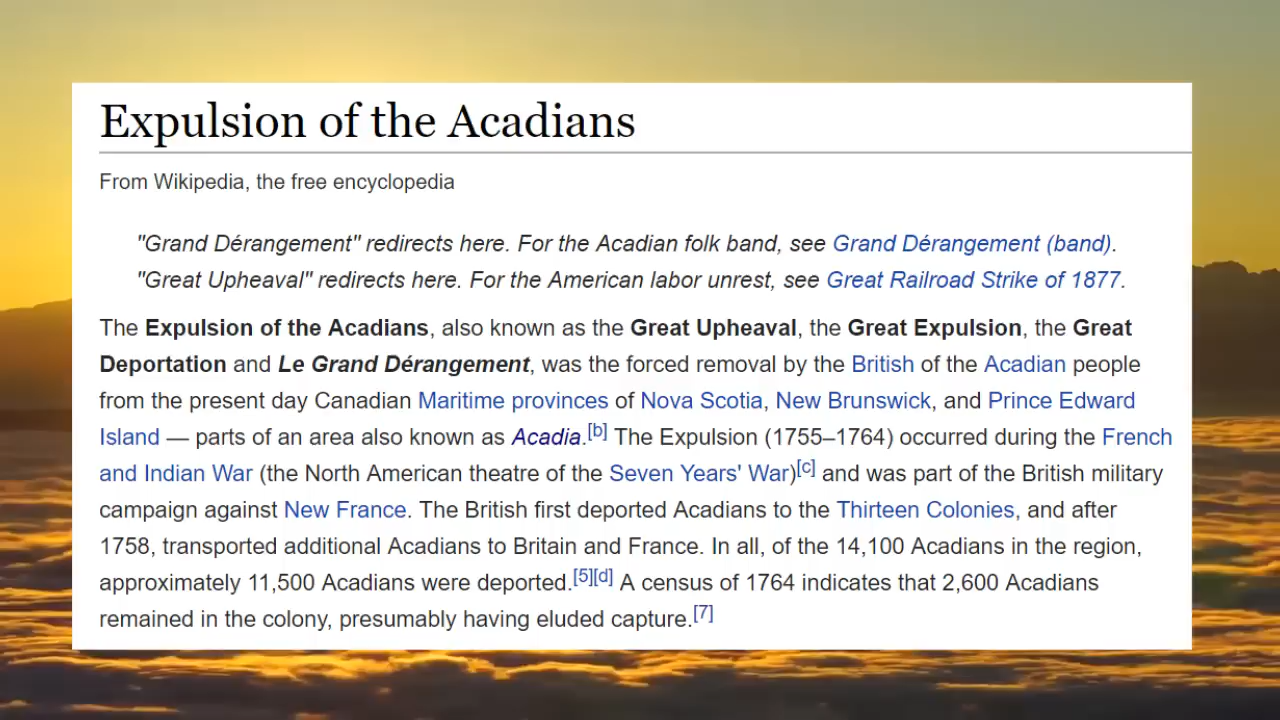 Expulsion of the Acadians
From Wikipedia, the free encyclopedia
"Grand Dérangement" redirects here. For the Acadian folk band, see Grand Dérangement (band).
"Great Upheaval" redirects here. For the American labor unrest, see Great Railroad Strike of 1877.
The Expulsion of the Acadians, also known as the Great Upheaval, the Great Expulsion, the Great
Deportation and Le Grand Dérangement, was the forced removal by the British of the Acadian people
from the present day Canadian Maritime provinces of Nova Scotia, New Brunswick, and Prince Edward
Island — parts of an area also known as Acadia.[b] The Expulsion (1755–1764) occurred during the French
and Indian War (the North American theatre of the Seven Years' War)[c] and was part of the British military
campaign against New France. The British first deported Acadians to the Thirteen Colonies, and after
1758, transported additional Acadians to Britain and France. In all, of the 14,100 Acadians in the region,
approximately 11,500 Acadians were deported.[5][d] A census of 1764 indicates that 2,600 Acadians
remained in the colony, presumably having eluded capture.[7]